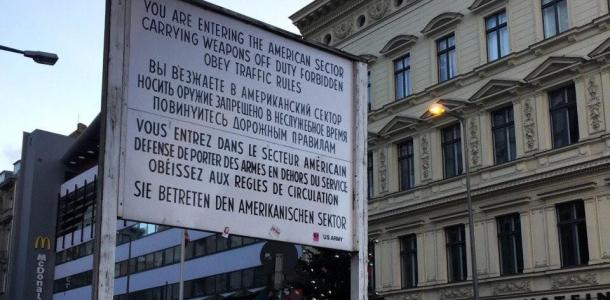 YOU ARE ENTERING THE AMERICAN SECTOR
CARRYING WEAPONS OFF DUTY FORBIDDEN
OBEY TRAFFIC RULES
ВЫ ВЪЕЗЖАЕТЕ В АМЕРИКАНСКИЙ СЕКТОР
НОСИТЬ ОРУЖИЕ ЗАПРЕЩЕНО В НЕСЛУЖЕБНОЕ ВРЕМЯ
ПОВИНУЙТЕСЬ ДОРОЖНЫМ ПРАВИЛАМ
VOUS ENTREZ DANS LE SECTEUR AMÉRICAIN
DEFENSE DE PORTER DES ARMES EN DEHORS DU SERVICE
OBÉISSEZ AUX REGLES DE CIRCULATION
SIE BETRETEN DEN AMERIKANISCHEN SEKTOR
US ARMY
McDonald's